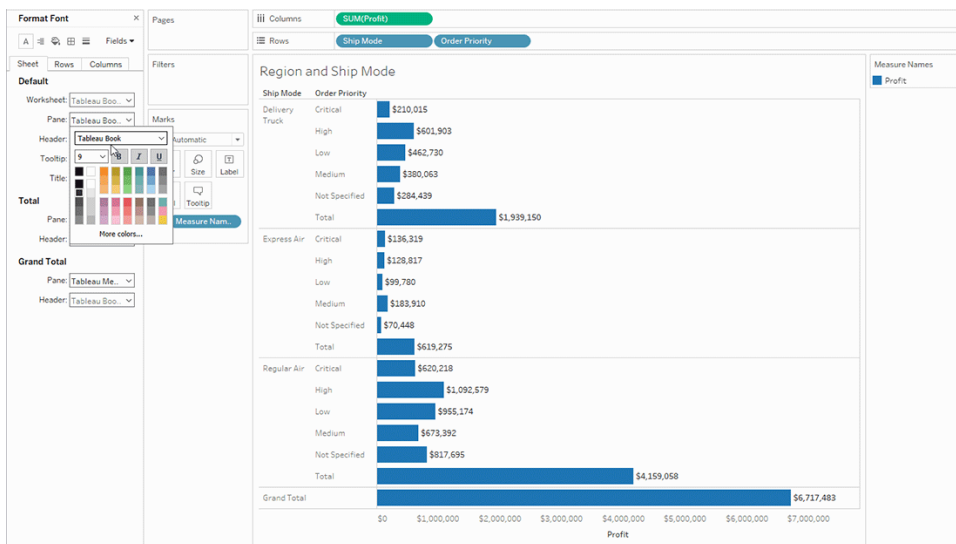 Format Font ×
A Fields
Sheet Rows Columns
Default
Worksheet: Tableau Boo..
Pane: Tableau Boo..
Header: Tableau Book
Tooltip: 9 B I U
Title:
Total
Pane:
Header:
More colors...
Grand Total
Pane: Tableau Me..
Header: Tableau Boo..
Pages
Filters
Marks
Automatic
Size T Label
Tooltip
Measure Nam..
iii Columns SUM(Profit)
Rows Ship Mode Order Priority
Region and Ship Mode
Ship Mode Order Priority
Delivery Truck Critical $210,015
High $601,903
Low $462,730
Medium $380,063
Not Specified $284,439
Total $1,939,150
Express Air Critical $136,319
High $128,817
Low $99,780
Medium $183,910
Not Specified $70,448
Total $619,275
Regular Air Critical $620,218
High $1,092,579
Low $955,174
Medium $673,392
Not Specified $817,695
Total $4,159,058
Grand Total $6,717,483
$0 $1,000,000 $2,000,000 $3,000,000 $4,000,000 $5,000,000 $6,000,000 $7,000,000
Profit
Measure Names
Profit